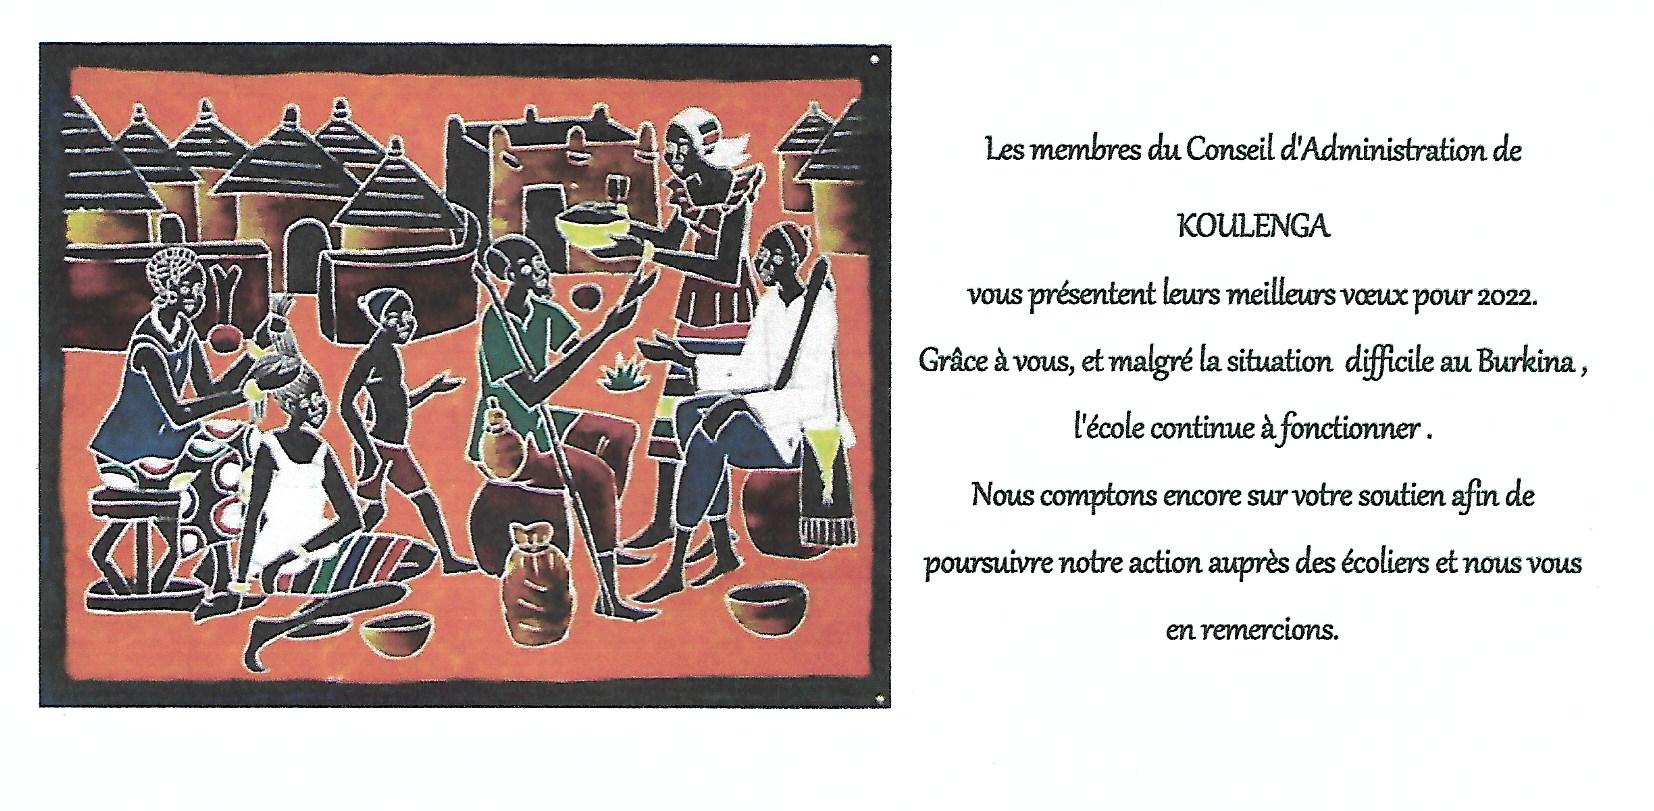 Les membres du Conseil d'Administration de
KOULENGA
vous présentent leurs meilleurs vœux pour 2022.
Grâce à vous, et malgré la situation difficile au Burkina ,
l'école continue à fonctionner .
Nous comptons encore sur votre soutien afin de
poursuivre notre action auprès des écoliers et nous vous
en remercions.